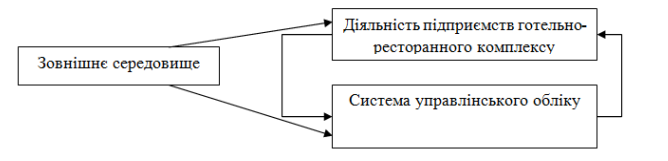 Діяльність підприємств готельно-
ресторанного комплексу
Зовнішнє середовище
Система управлінського обліку